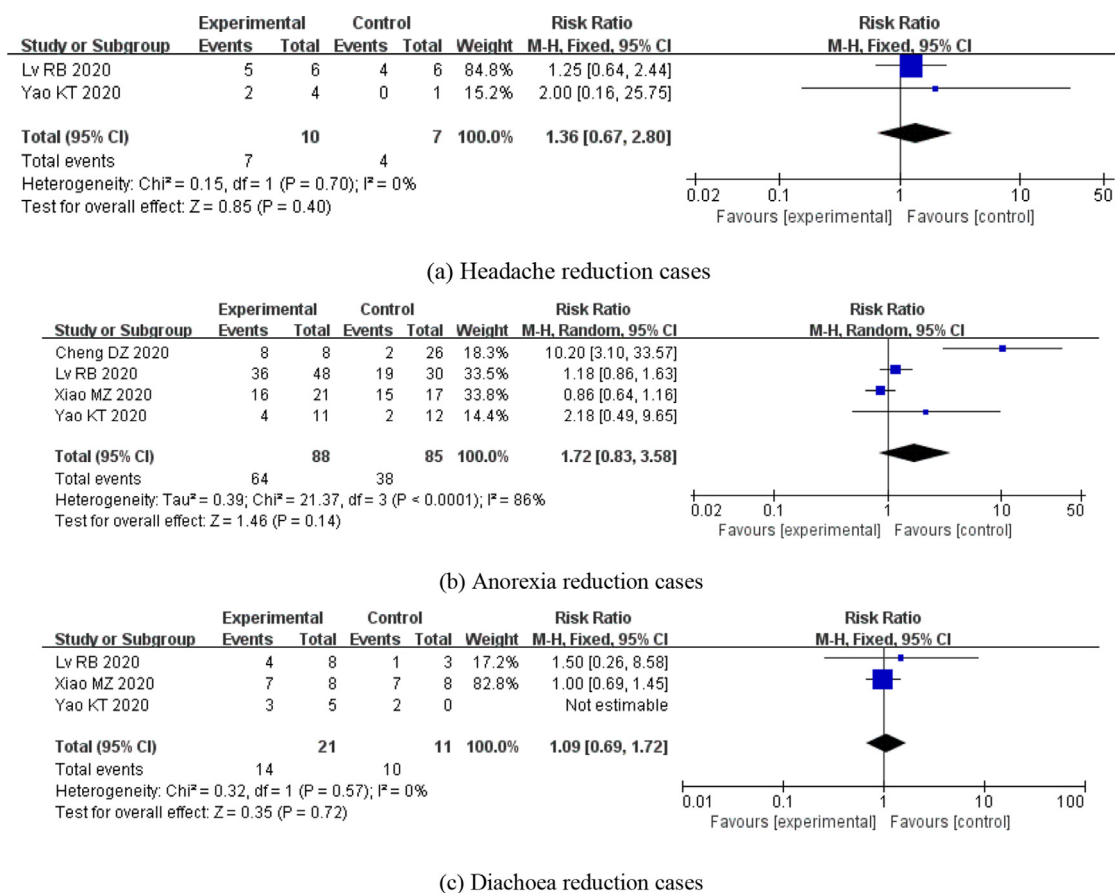 Experimental Control Risk Ratio Risk Ratio
Study or Subgroup Events Total Events Total Weight M-H, Fixed, 95% CI M-H, Fixed, 95% CI
Lv RB 2020 5 6 4 6 84.8% 1.25 [0.64, 2.44]
Yao KT 2020 2 4 0 1 15.2% 2.00 [0.16, 25.75]
Total (95% CI) 10 7 100.0% 1.36 [0.67, 2.80]
Total events 7 4
Heterogeneity: Chi² = 0.15, df = 1 (P = 0.70); I² = 0%
Test for overall effect: Z = 0.85 (P = 0.40)
0.02 0.1 1 10 50
Favours [experimental] Favours [control]
(a) Headache reduction cases
Experimental Control Risk Ratio Risk Ratio
Study or Subgroup Events Total Events Total Weight M-H, Random, 95% CI M-H, Random, 95% CI
Cheng DZ 2020 8 8 2 26 18.3% 10.20 [3.10, 33.57]
Lv RB 2020 36 48 19 30 33.5% 1.18 [0.86, 1.63]
Xiao MZ 2020 16 21 15 17 33.8% 0.86 [0.64, 1.16]
Yao KT 2020 4 11 2 12 14.4% 2.18 [0.49, 9.65]
Total (95% CI) 88 85 100.0% 1.72 [0.83, 3.58]
Total events 64 38
Heterogeneity: Tau² = 0.39; Chi² = 21.37, df = 3 (P < 0.0001); I² = 86%
Test for overall effect: Z = 1.46 (P = 0.14)
0.02 0.1 1 10 50
Favours [experimental] Favours [control]
(b) Anorexia reduction cases
Experimental Control Risk Ratio Risk Ratio
Study or Subgroup Events Total Events Total Weight M-H, Fixed, 95% CI M-H, Fixed, 95% CI
Lv RB 2020 4 8 1 3 17.2% 1.50 [0.26, 8.58]
Xiao MZ 2020 7 8 7 8 82.8% 1.00 [0.69, 1.45]
Yao KT 2020 3 5 2 0 Not estimable
Total (95% CI) 21 11 100.0% 1.09 [0.69, 1.72]
Total events 14 10
Heterogeneity: Chi² = 0.32, df = 1 (P = 0.57); I² = 0%
Test for overall effect: Z = 0.35 (P = 0.72)
0.01 0.1 1 10 100
Favours [experimental] Favours [control]
(c) Diachoea reduction cases